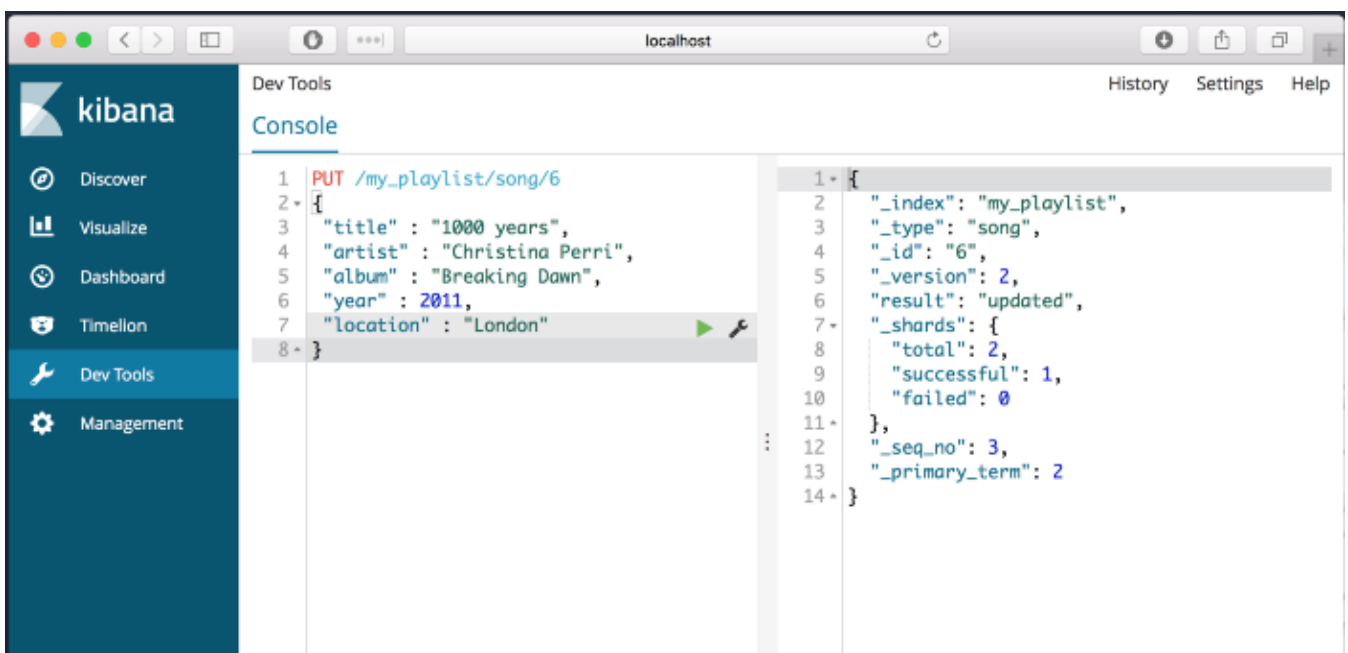 localhost
kibana
Discover
Visualize
Dashboard
Timelion
Dev Tools
Management
Dev Tools
History Settings Help
Console
1 PUT /my_playlist/song/6
2 {
3 "title" : "1000 years",
4 "artist" : "Christina Perri",
5 "album" : "Breaking Dawn",
6 "year" : 2011,
7 "location" : "London"
8 }
1 {
2 "_index": "my_playlist",
3 "_type": "song",
4 "_id": "6",
5 "_version": 2,
6 "result": "updated",
7 "_shards": {
8 "total": 2,
9 "successful": 1,
10 "failed": 0
11 },
12 "_seq_no": 3,
13 "_primary_term": 2
14 }